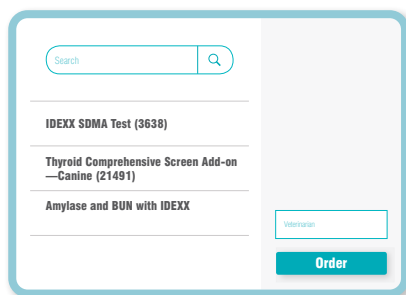 Search
IDEXX SDMA Test (3638)
Thyroid Comprehensive Screen Add-on
—Canine (21491)
Amylase and BUN with IDEXX
Veterinarian
Order